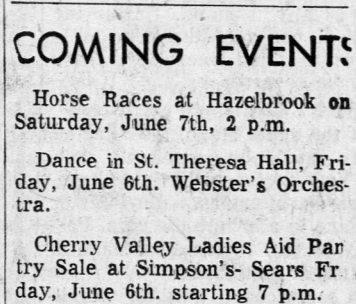 COMING EVENTS
Horse Races at Hazelbrook on
Saturday, June 7th, 2 p.m.
Dance in St. Theresa Hall, Fri-
day, June 6th. Webster's Orches-
tra.
Cherry Valley Ladies Aid Pan
try Sale at Simpson's- Sears Fr
day, June 6th. starting 7 p.m.